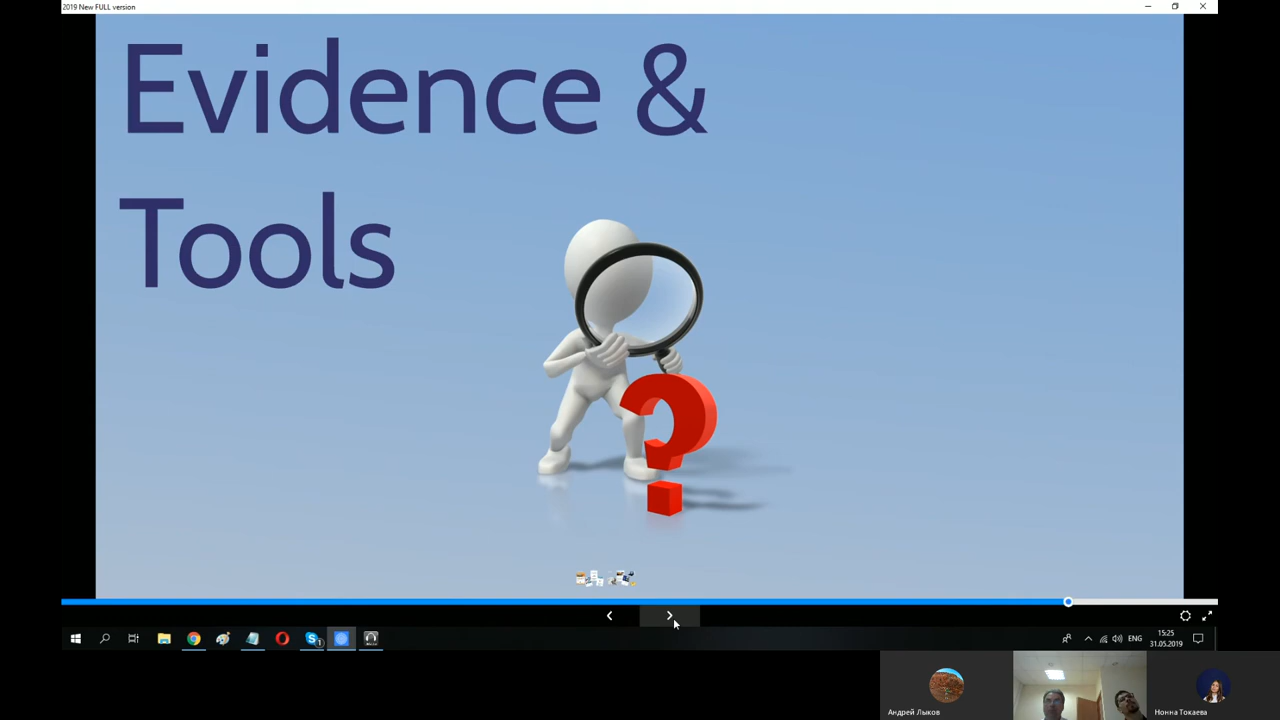 2019 New FULL version
Evidence &
Tools
?
ENG
15:25
31.05.2019
Андрей Лыков
Нонна Токаева